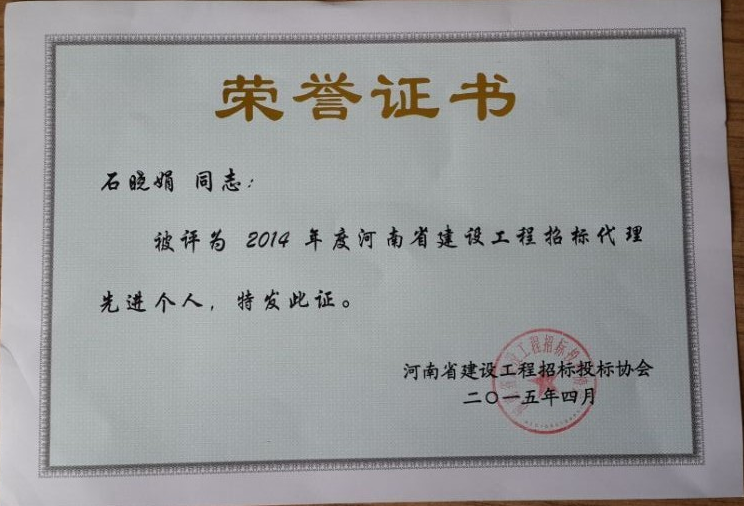 荣誉证书
石晓娟 同志：
被评为 2014 年度河南省建设工程招标代理
先进个人，特发此证。
河南省建设工程招标投标协会
二〇一五年四月